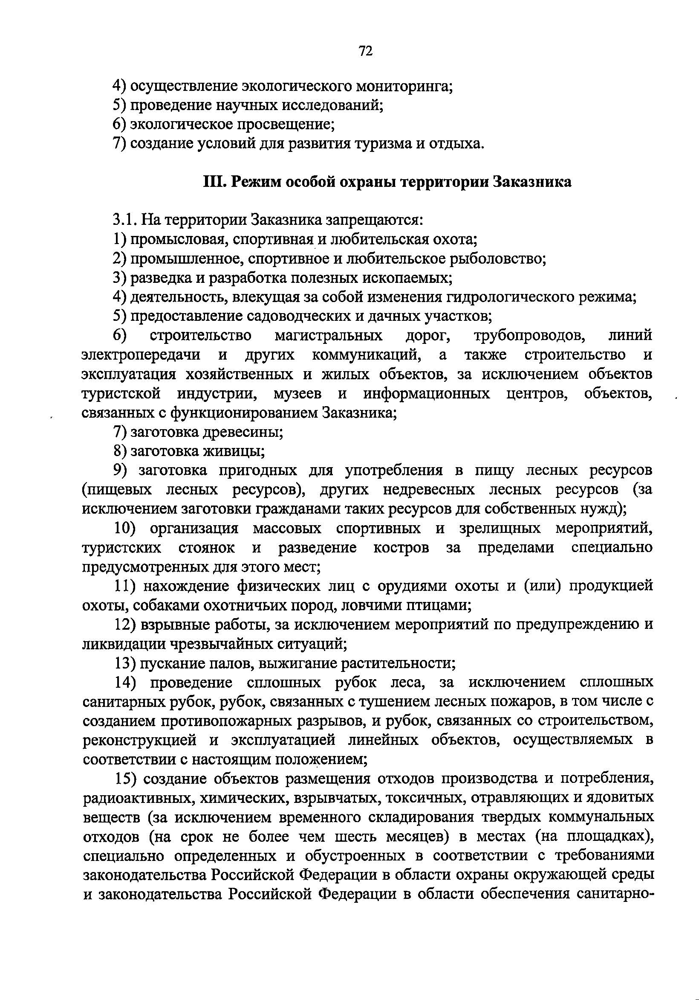 72
4) осуществление экологического мониторинга;
5) проведение научных исследований;
6) экологическое просвещение;
7) создание условий для развития туризма и отдыха.
III. Режим особой охраны территории Заказника
3.1. На территории Заказника запрещаются:
1) промысловая, спортивная и любительская охота;
2) промышленное, спортивное и любительское рыболовство;
3) разведка и разработка полезных ископаемых;
4) деятельность, влекущая за собой изменения гидрологического режима;
5) предоставление садоводческих и дачных участков;
6) строительство магистральных дорог, трубопроводов, линий
электропередачи и других коммуникаций, а также строительство и
эксплуатация хозяйственных и жилых объектов, за исключением объектов
туристской индустрии, музеев и информационных центров, объектов,
связанных с функционированием Заказника;
7) заготовка древесины;
8) заготовка живицы;
9) заготовка пригодных для употребления в пищу лесных ресурсов
(пищевых лесных ресурсов), других недревесных лесных ресурсов (за
исключением заготовки гражданами таких ресурсов для собственных нужд);
10) организация массовых спортивных и зрелищных мероприятий,
туристских стоянок и разведение костров за пределами специально
предусмотренных для этого мест;
11) нахождение физических лиц с орудиями охоты и (или) продукцией
охоты, собаками охотничьих пород, ловчими птицами;
12) взрывные работы, за исключением мероприятий по предупреждению и
ликвидации чрезвычайных ситуаций;
13) пускание палов, выжигание растительности;
14) проведение сплошных рубок леса, за исключением сплошных
санитарных рубок, рубок, связанных с тушением лесных пожаров, в том числе с
созданием противопожарных разрывов, и рубок, связанных со строительством,
реконструкцией и эксплуатацией линейных объектов, осуществляемых в
соответствии с настоящим положением;
15) создание объектов размещения отходов производства и потребления,
радиоактивных, химических, взрывчатых, токсичных, отравляющих и ядовитых
веществ (за исключением временного складирования твердых коммунальных
отходов (на срок не более чем шесть месяцев) в местах (на площадках),
специально определенных и обустроенных в соответствии с требованиями
законодательства Российской Федерации в области охраны окружающей среды
и законодательства Российской Федерации в области обеспечения санитарно-